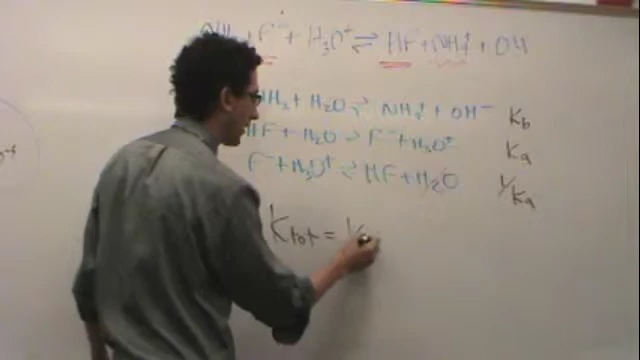 NH₃ + F⁻ + H₃O⁺ ⇌ HF + NH₄⁺ + OH
NH₃ + H₂O ⇌ NH₄⁺ + OH⁻ Kb
HF + H₂O ⇌ F⁻ + H₃O⁺ Ka
F⁻ + H₃O⁺ ⇌ HF + H₂O 1/Ka
Ktot =